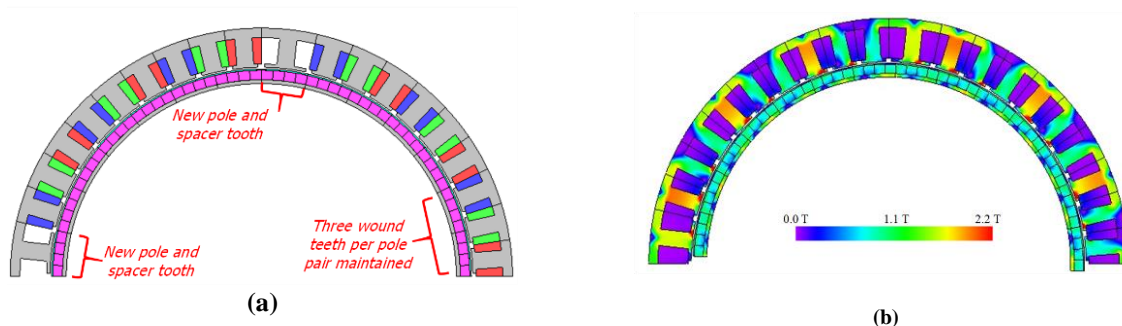 New pole and
spacer tooth
New pole and
spacer tooth
Three wound
teeth per pole
pair maintained
(a)
0.0 T 1.1 T 2.2 T
(b)